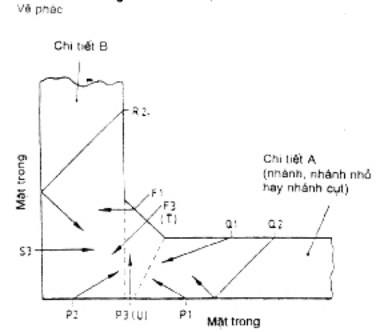 Vẽ phác
Chi tiết B
R2
Chi tiết A
(nhánh, nhánh nhỏ
hay nhánh cụt)
F1
F3
(T)
Q1
Q2
Mặt trong
S3
P2
P3 (U)
P1
Mặt trong